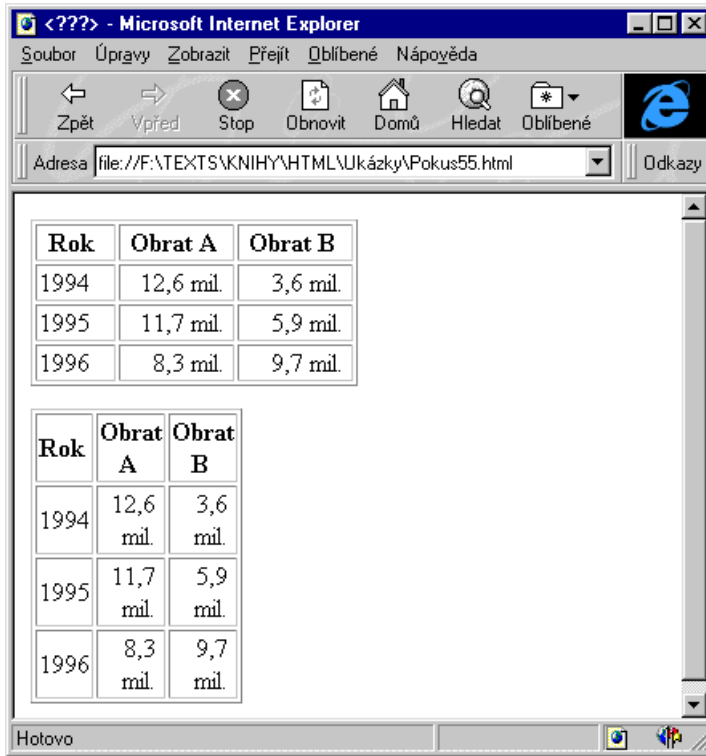 <???> - Microsoft Internet Explorer
Soubor Úpravy Zobrazit Přejít Oblíbené Nápověda
Zpět Vpřed Stop Obnovit Domů Hledat Oblíbené
Adresa file://F:\TEXTS\KNIHY\HTML\Ukázky\Pokus55.html Odkazy
Rok Obrat A Obrat B
1994 12,6 mil. 3,6 mil.
1995 11,7 mil. 5,9 mil.
1996 8,3 mil. 9,7 mil.
Rok Obrat A Obrat B
1994 12,6 mil. 3,6 mil.
1995 11,7 mil. 5,9 mil.
1996 8,3 mil. 9,7 mil.
Hotovo